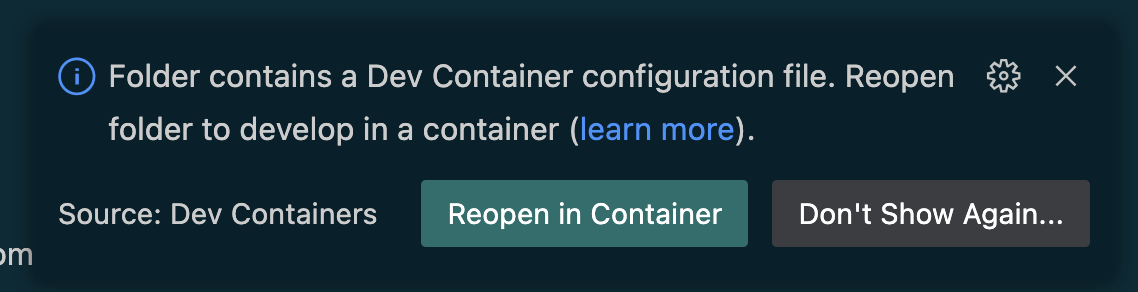 Folder contains a Dev Container configuration file. Reopen
folder to develop in a container (learn more).
Source: Dev Containers
Reopen in Container
Don't Show Again...
om